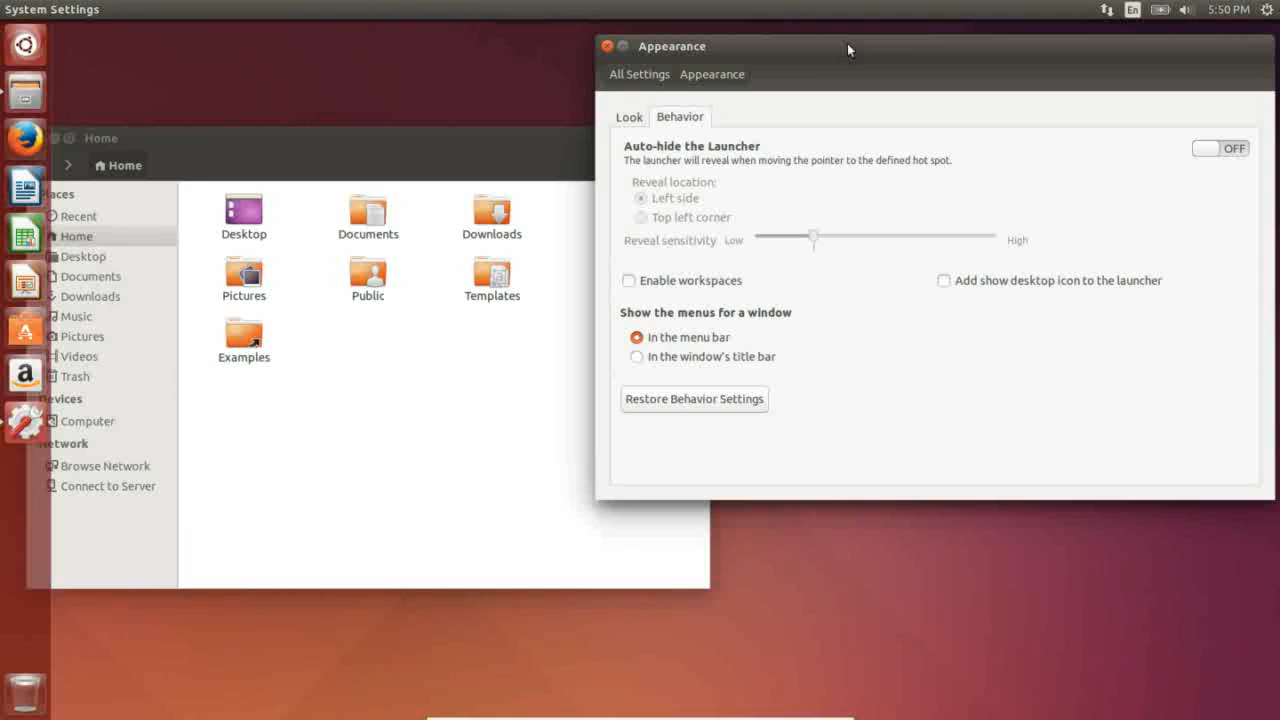 System Settings
En
5:50 PM
Appearance
All Settings Appearance
Look Behavior
Auto-hide the Launcher
The launcher will reveal when moving the pointer to the defined hot spot.
OFF
Reveal location:
Left side
Top left corner
Reveal sensitivity Low High
Enable workspaces
Add show desktop icon to the launcher
Show the menus for a window
In the menu bar
In the window's title bar
Restore Behavior Settings
Home
Home
laces
Recent
Home
Desktop
Documents
Downloads
Music
Pictures
Videos
Trash
evices
Computer
etwork
Browse Network
Connect to Server
Desktop
Documents
Downloads
Pictures
Public
Templates
Examples
a